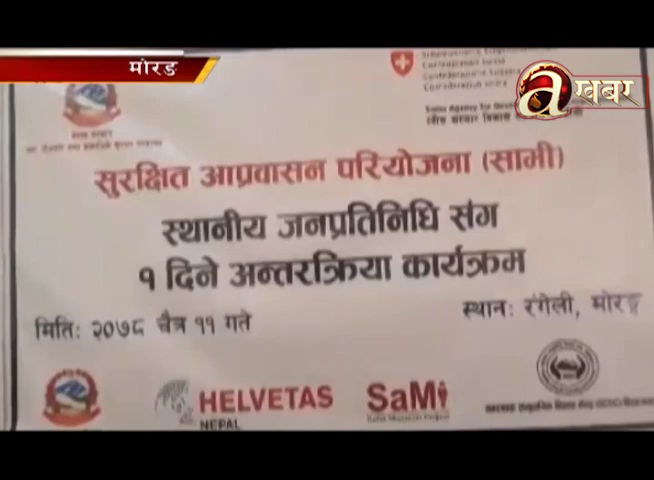 मोरङ
aखबर
सुरक्षित आप्रवासन परियोजना (सामी)
स्थानीय जनप्रतिनिधि संग
१ दिने अन्तरक्रिया कार्यक्रम
मितिः २०७८ चैत्र ११ गते
स्थानः रंगेली, मोरङ
HELVETAS
NEPAL
SaMi